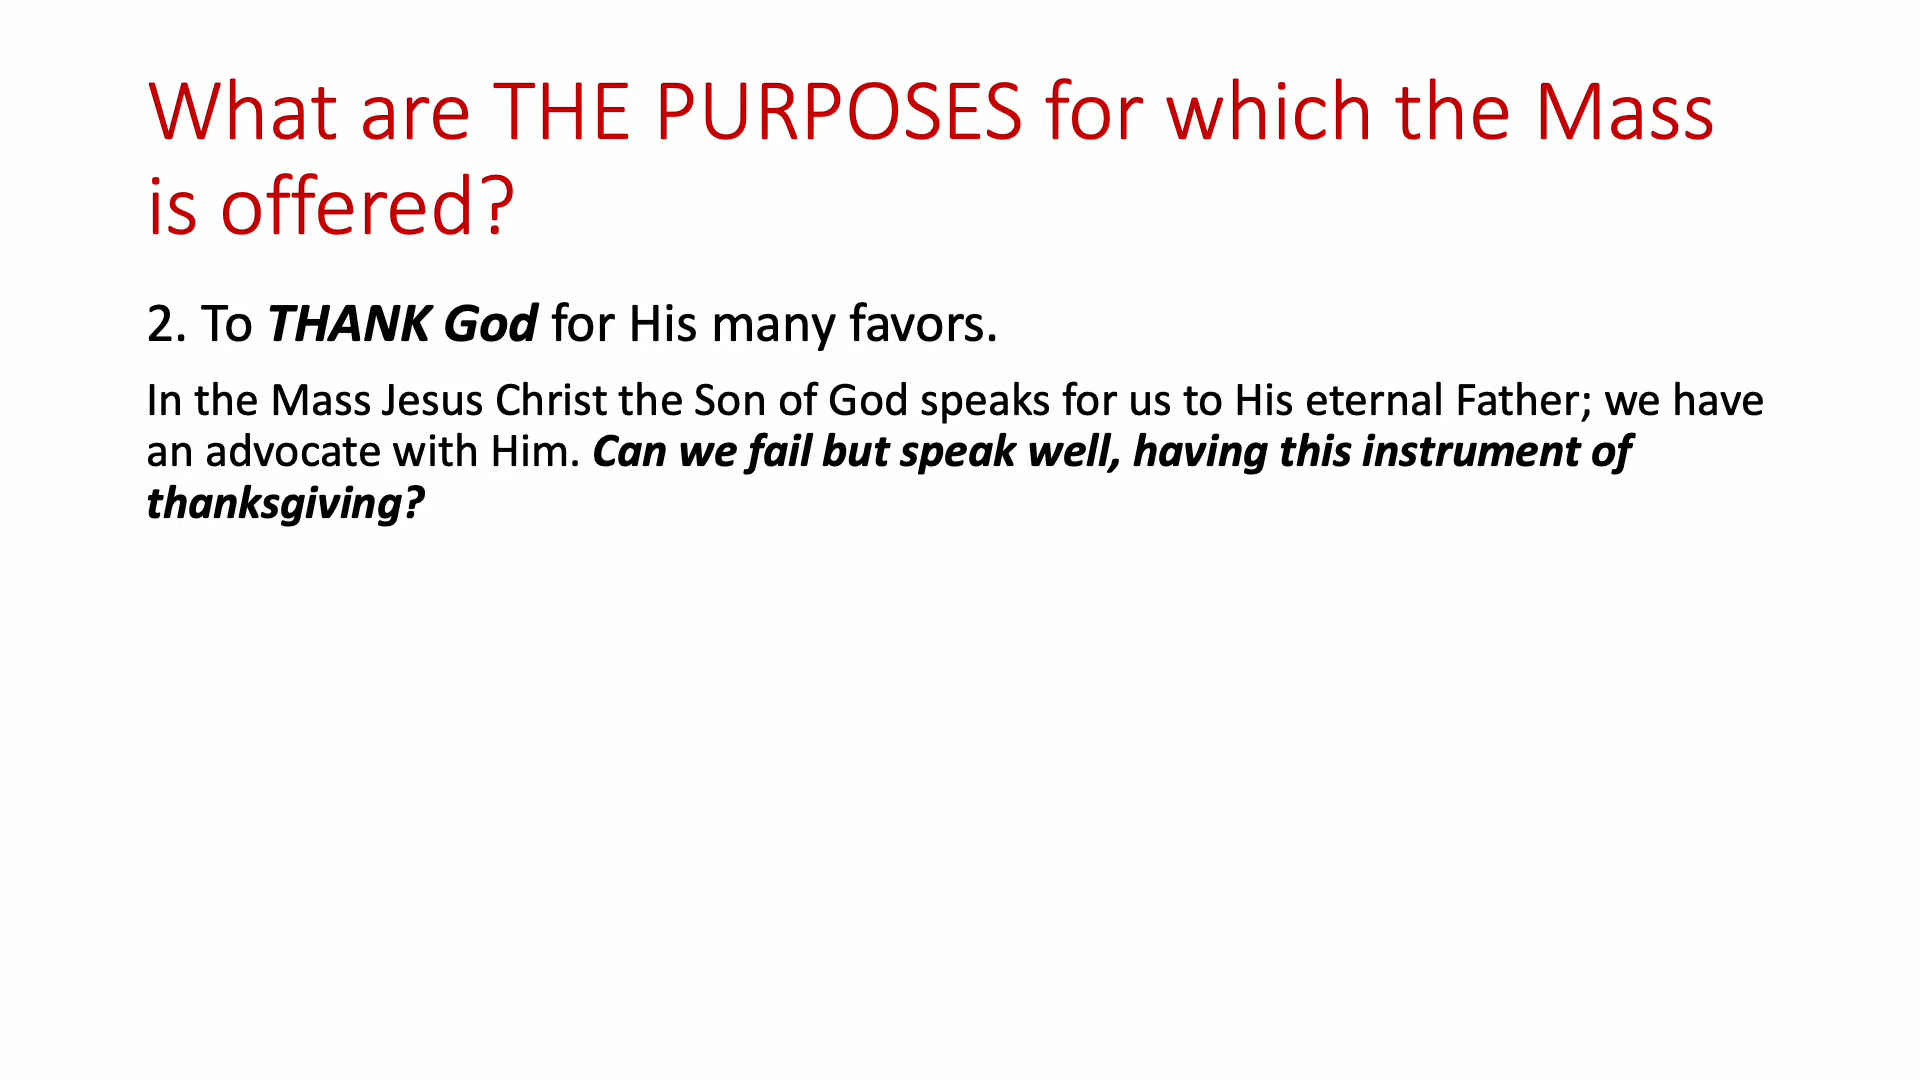 What are THE PURPOSES for which the Mass
is offered?
2. To THANK God for His many favors.
In the Mass Jesus Christ the Son of God speaks for us to His eternal Father; we have
an advocate with Him. Can we fail but speak well, having this instrument of
thanksgiving?